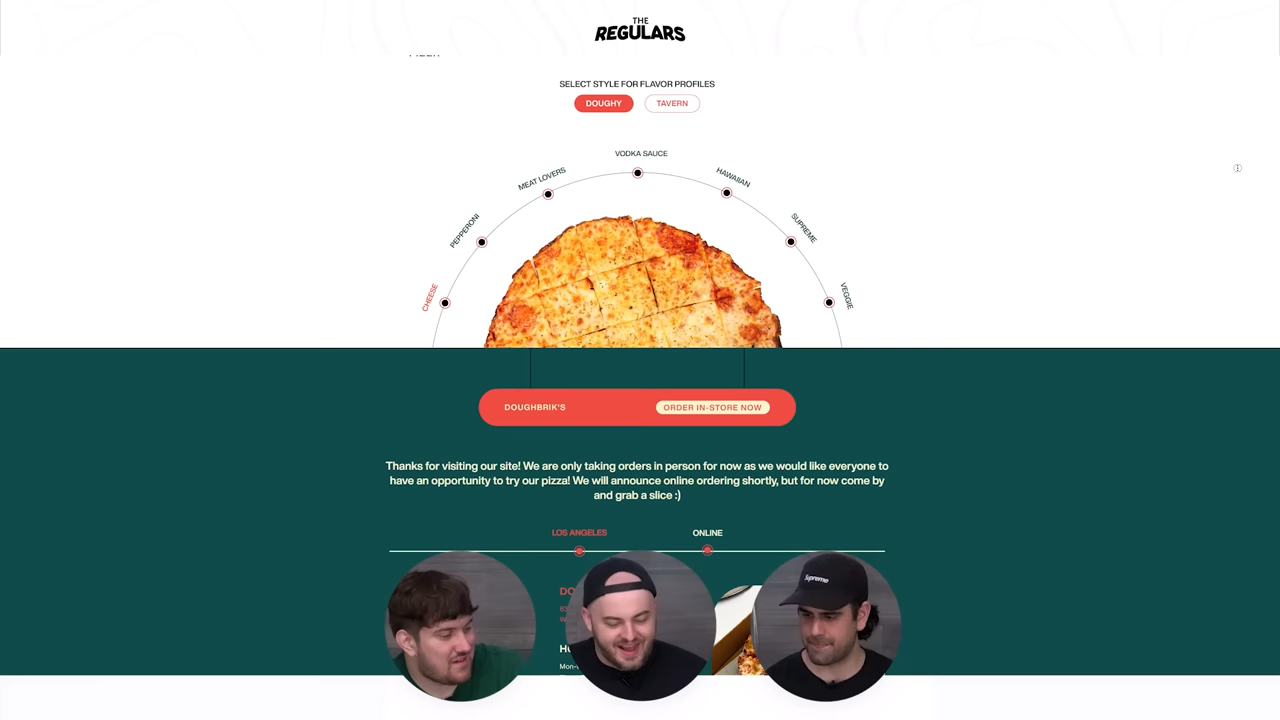 THE
REGULARS
SELECT STYLE FOR FLAVOR PROFILES
DOUGHY
TAVERN
VODKA SAUCE
MEAT LOVERS
HAWAIIAN
PEPPERONI
SUPREME
CHEESE
VEGGIE
DOUGHBRIK'S
ORDER IN-STORE NOW
Thanks for visiting our site! We are only taking orders in person for now as we would like everyone to
have an opportunity to try our pizza! We will announce online ordering shortly, but for now come by
and grab a slice :)
LOS ANGELES
ONLINE
Supreme